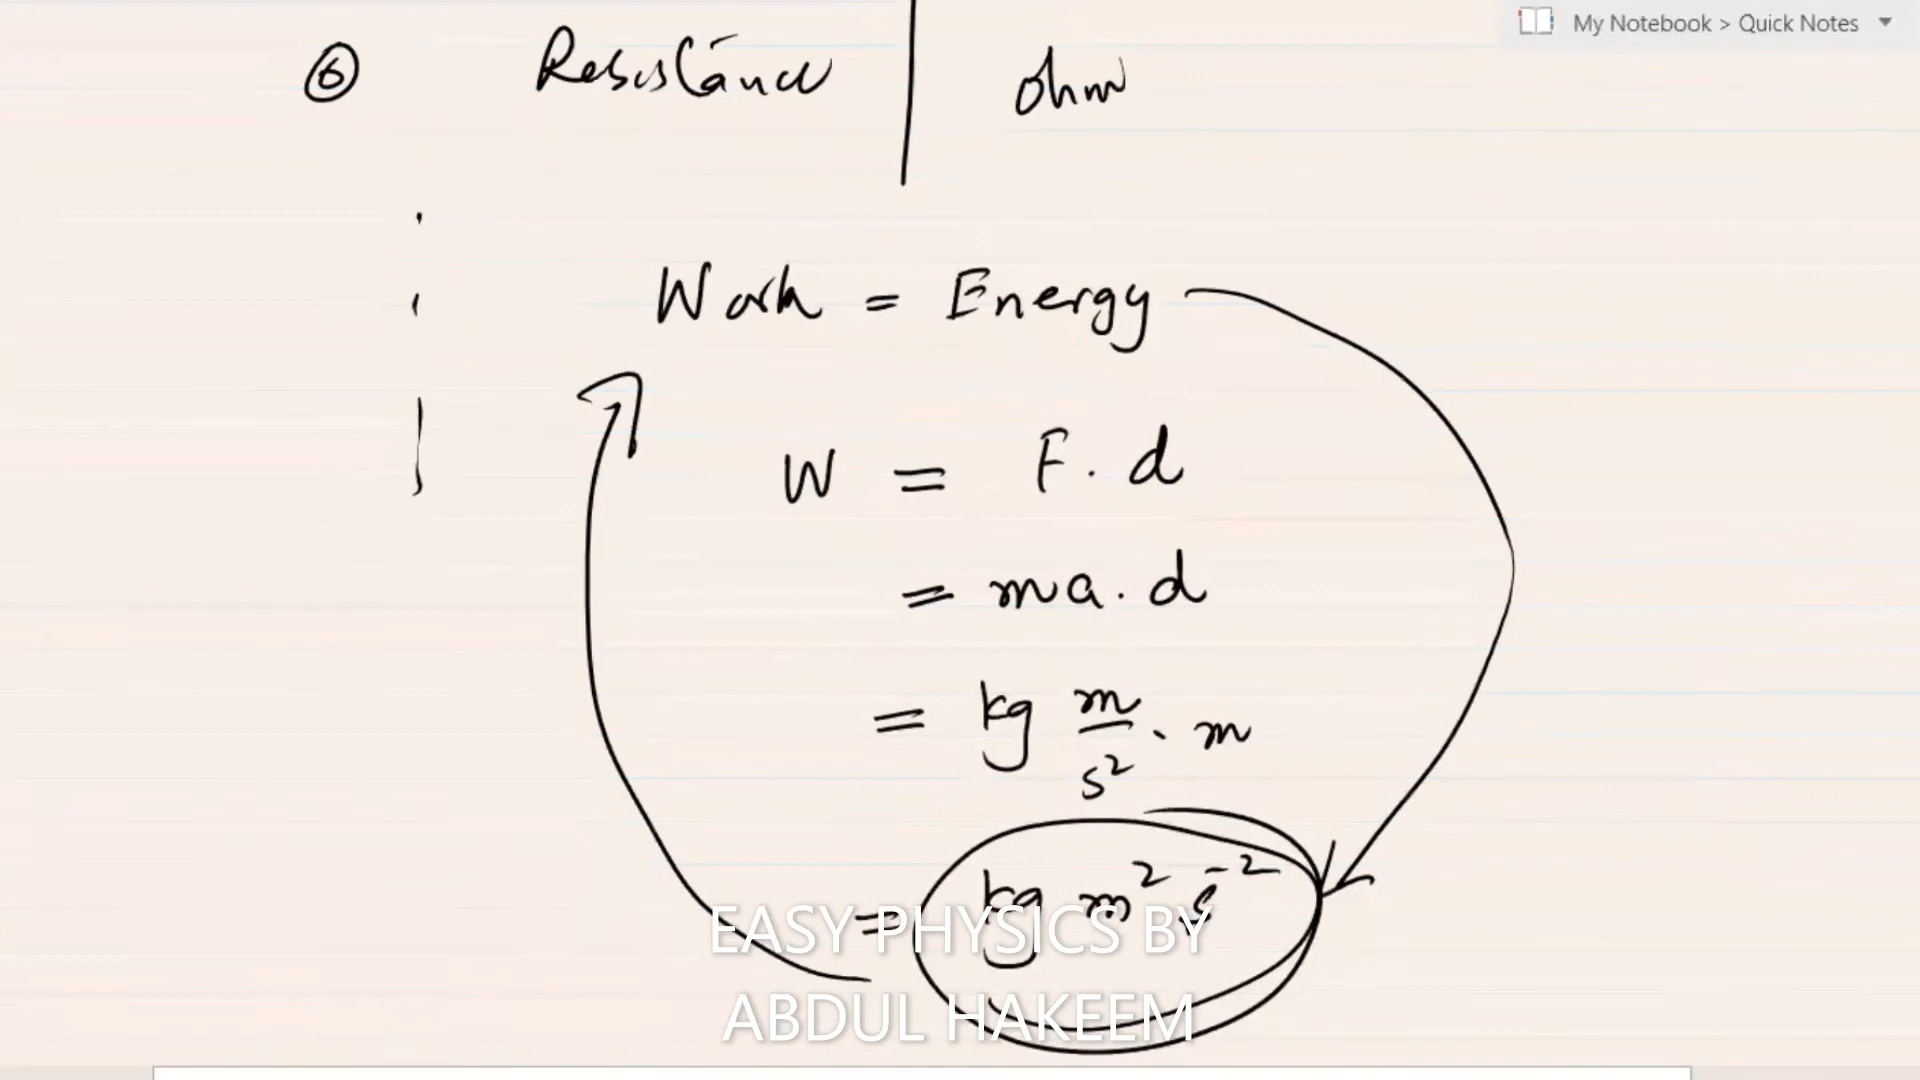 My Notebook > Quick Notes
⑥ Resistance | ohm
Work = Energy
W = F. d
= ma. d
= kg m/s². m
= kg m² s⁻²
EASY PHYSICS BY
ABDUL HAKEEM